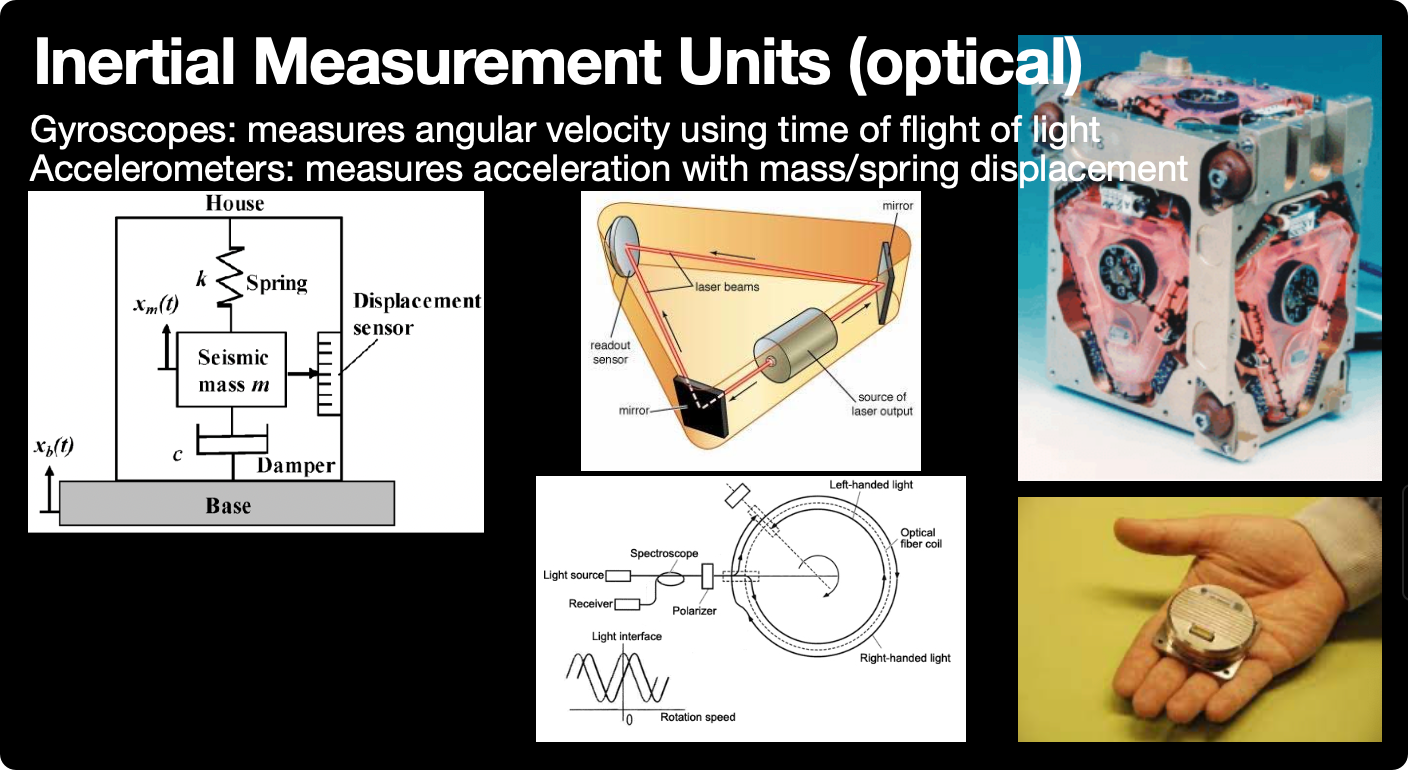 Inertial Measurement Units (optical)
Gyroscopes: measures angular velocity using time of flight of light
Accelerometers: measures acceleration with mass/spring displacement
House
k
Spring
xm(t)
Displacement
sensor
Seismic
mass m
xb(t)
c
Damper
Base
mirror
laser beams
readout
sensor
source of
laser output
mirror
Left-handed light
Optical
fiber coil
Spectroscope
Light source
Receiver
Polarizer
Light interface
Right-handed light
0
Rotation speed